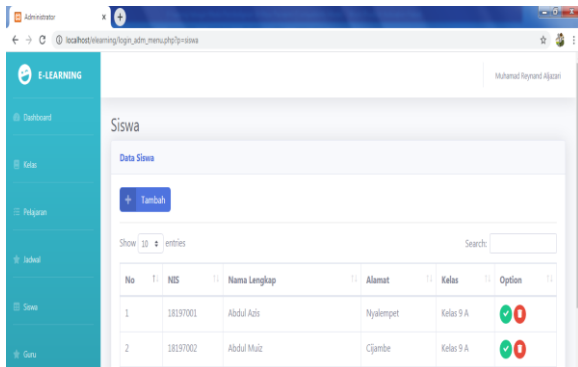 Administrator
localhost/elearning/login_adm_menu.php?p=siswa
E-LEARNING
Muhamad Reynand Aljazari
Dashboard
Siswa
Kelas
Data Siswa
Pelajaran
+ Tambah
Jadwal
Show 10 entries
Search:
No NIS Nama Lengkap Alamat Kelas Option
Siswa
1 18197001 Abdul Azis Nyalempet Kelas 9 A
Guru
2 18197002 Abdul Muiz Cijambe Kelas 9 A